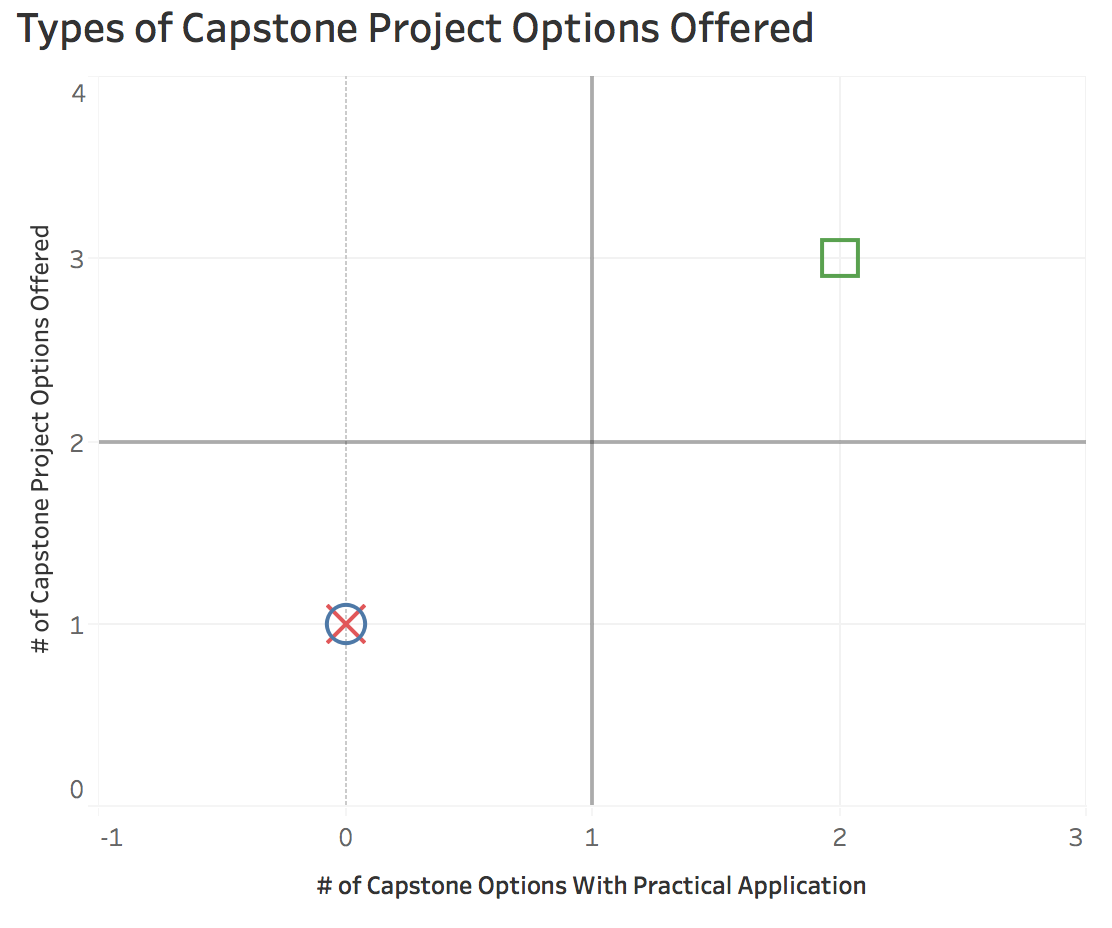 Types of Capstone Project Options Offered
4
3
2
1
0
# of Capstone Project Options Offered
-1 0 1 2 3
# of Capstone Options With Practical Application